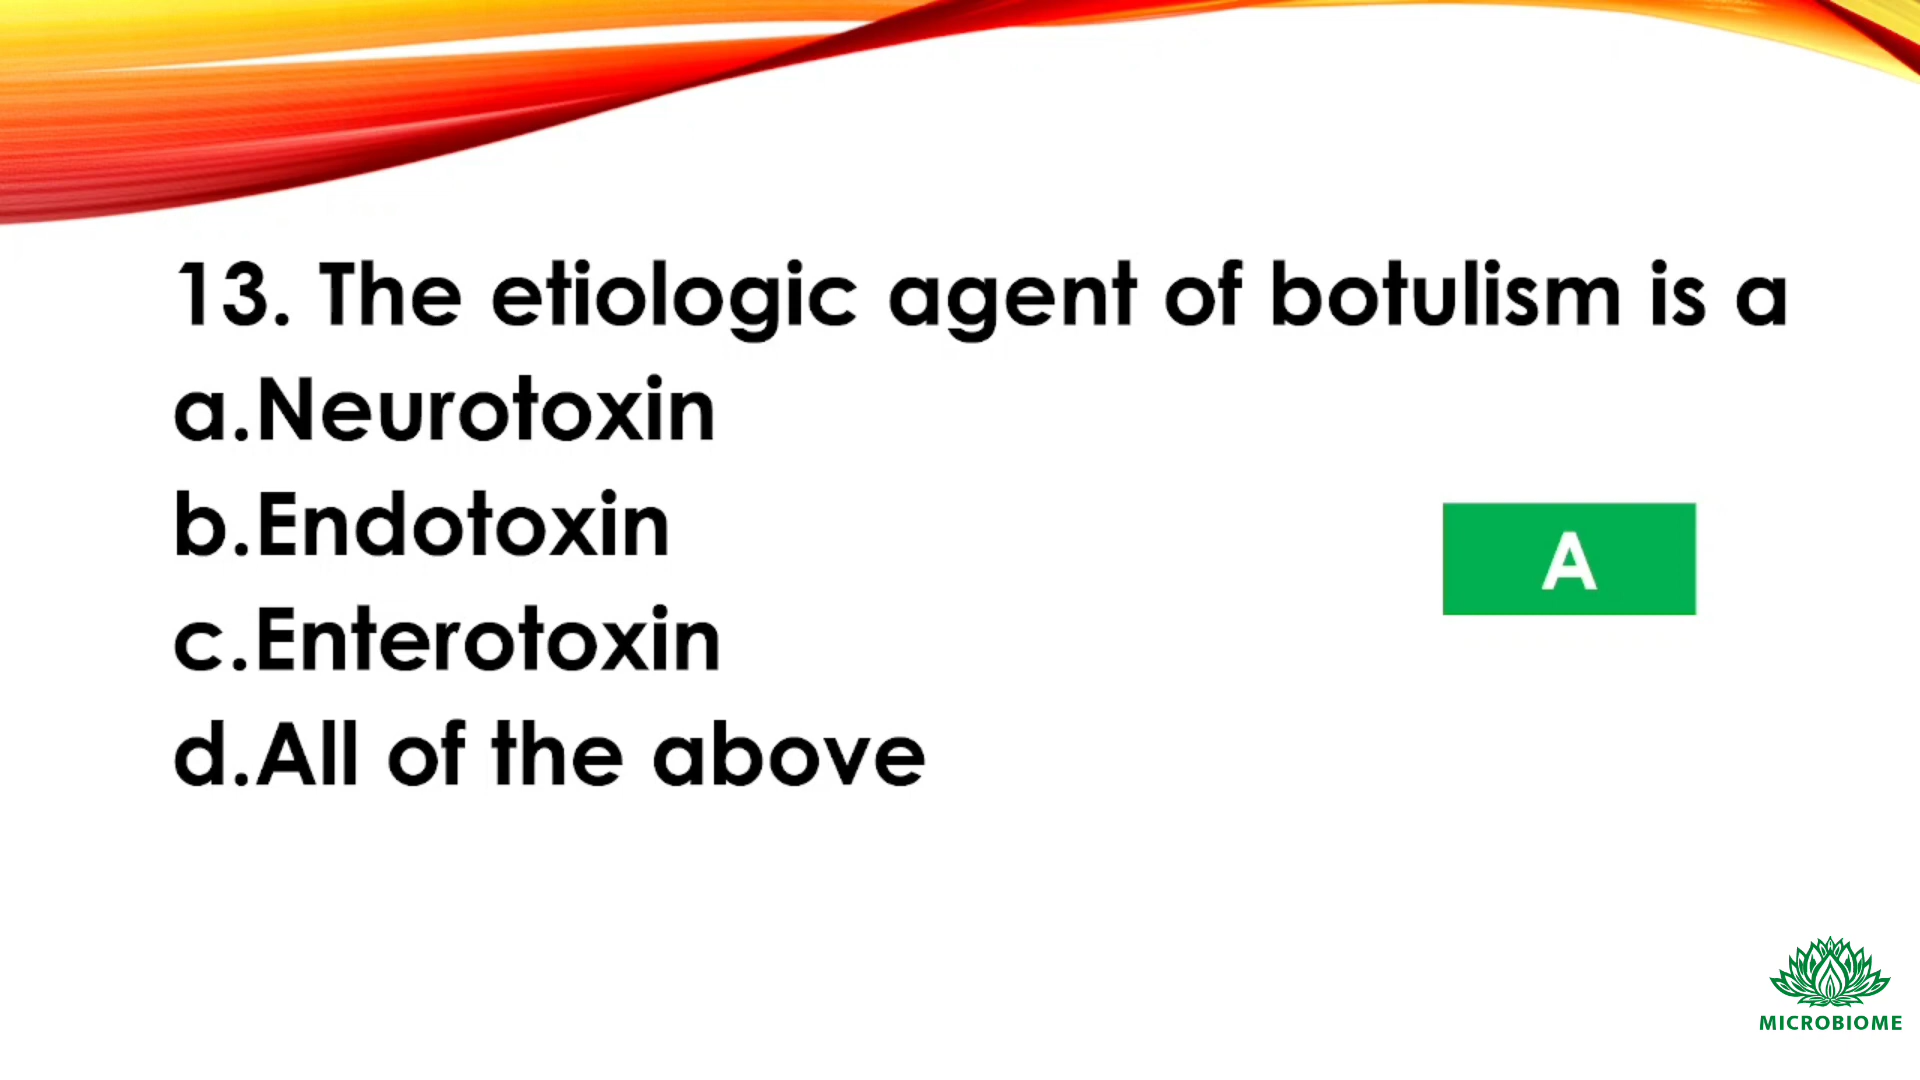 13. The etiologic agent of botulism is a
a.Neurotoxin
b.Endotoxin
c.Enterotoxin
d.All of the above
A
MICROBIOME